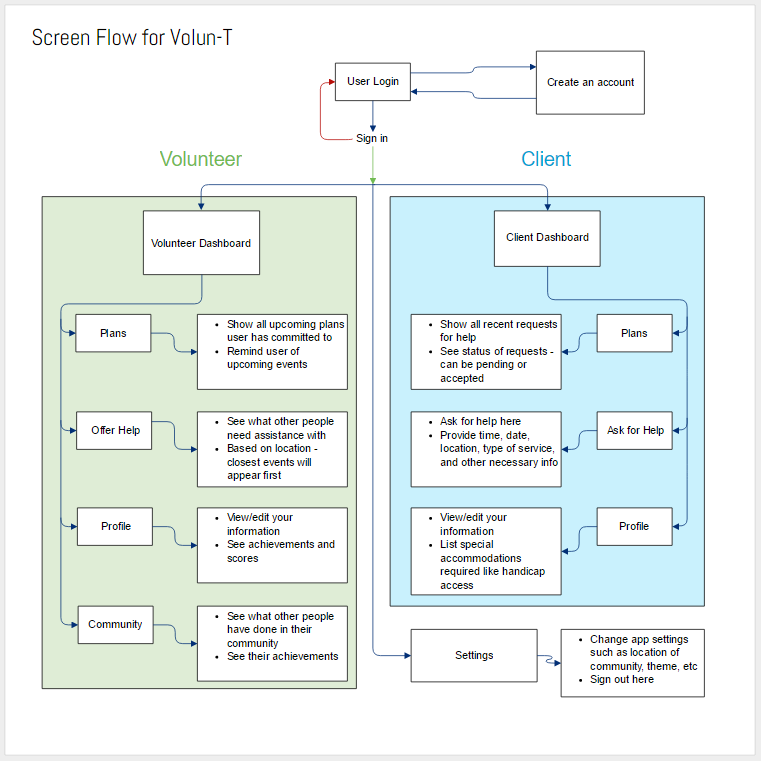 Screen Flow for Volun-T
User Login
Create an account
Sign in
Volunteer
Client
Volunteer Dashboard
Client Dashboard
Plans
• Show all upcoming plans
user has committed to
• Remind user of
upcoming events
• Show all recent requests
for help
• See status of requests -
can be pending or
accepted
Plans
Offer Help
• See what other people
need assistance with
• Based on location -
closest events will
appear first
• Ask for help here
• Provide time, date,
location, type of service,
and other necessary info
Ask for Help
Profile
• View/edit your
information
• See achievements and
scores
• View/edit your
information
• List special
accommodations
required like handicap
access
Profile
Community
• See what other people
have done in their
community
• See their achievements
Settings
• Change app settings
such as location of
community, theme, etc
• Sign out here